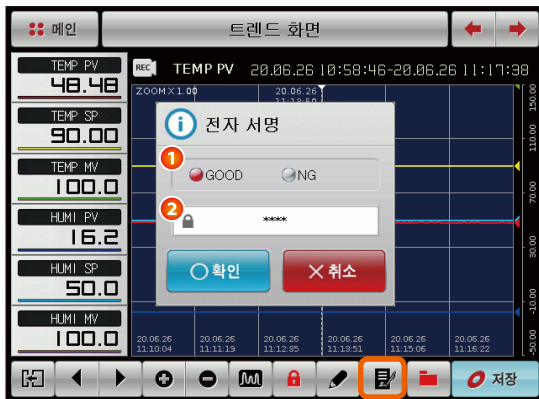 메인
트렌드 화면
TEMP PV
48.48
TEMP SP
90.00
TEMP MV
100.0
HUMI PV
16.2
HUMI SP
50.0
HUMI MV
100.0
REC TEMP PV 20.06.26 10:58:46-20.06.26 11:17:38
ZOOM×1.00
20.06.26
전자 서명
1
GOOD NG
2
****
확인 취소
150.00
110.00
70.00
30.00
-10.00
-50.00
20.06.26 20.06.26 20.06.26 20.06.26 20.06.26 20.06.26
11:10:04 11:11:19 11:12:35 11:13:51 11:15:06 11:16:22
저장